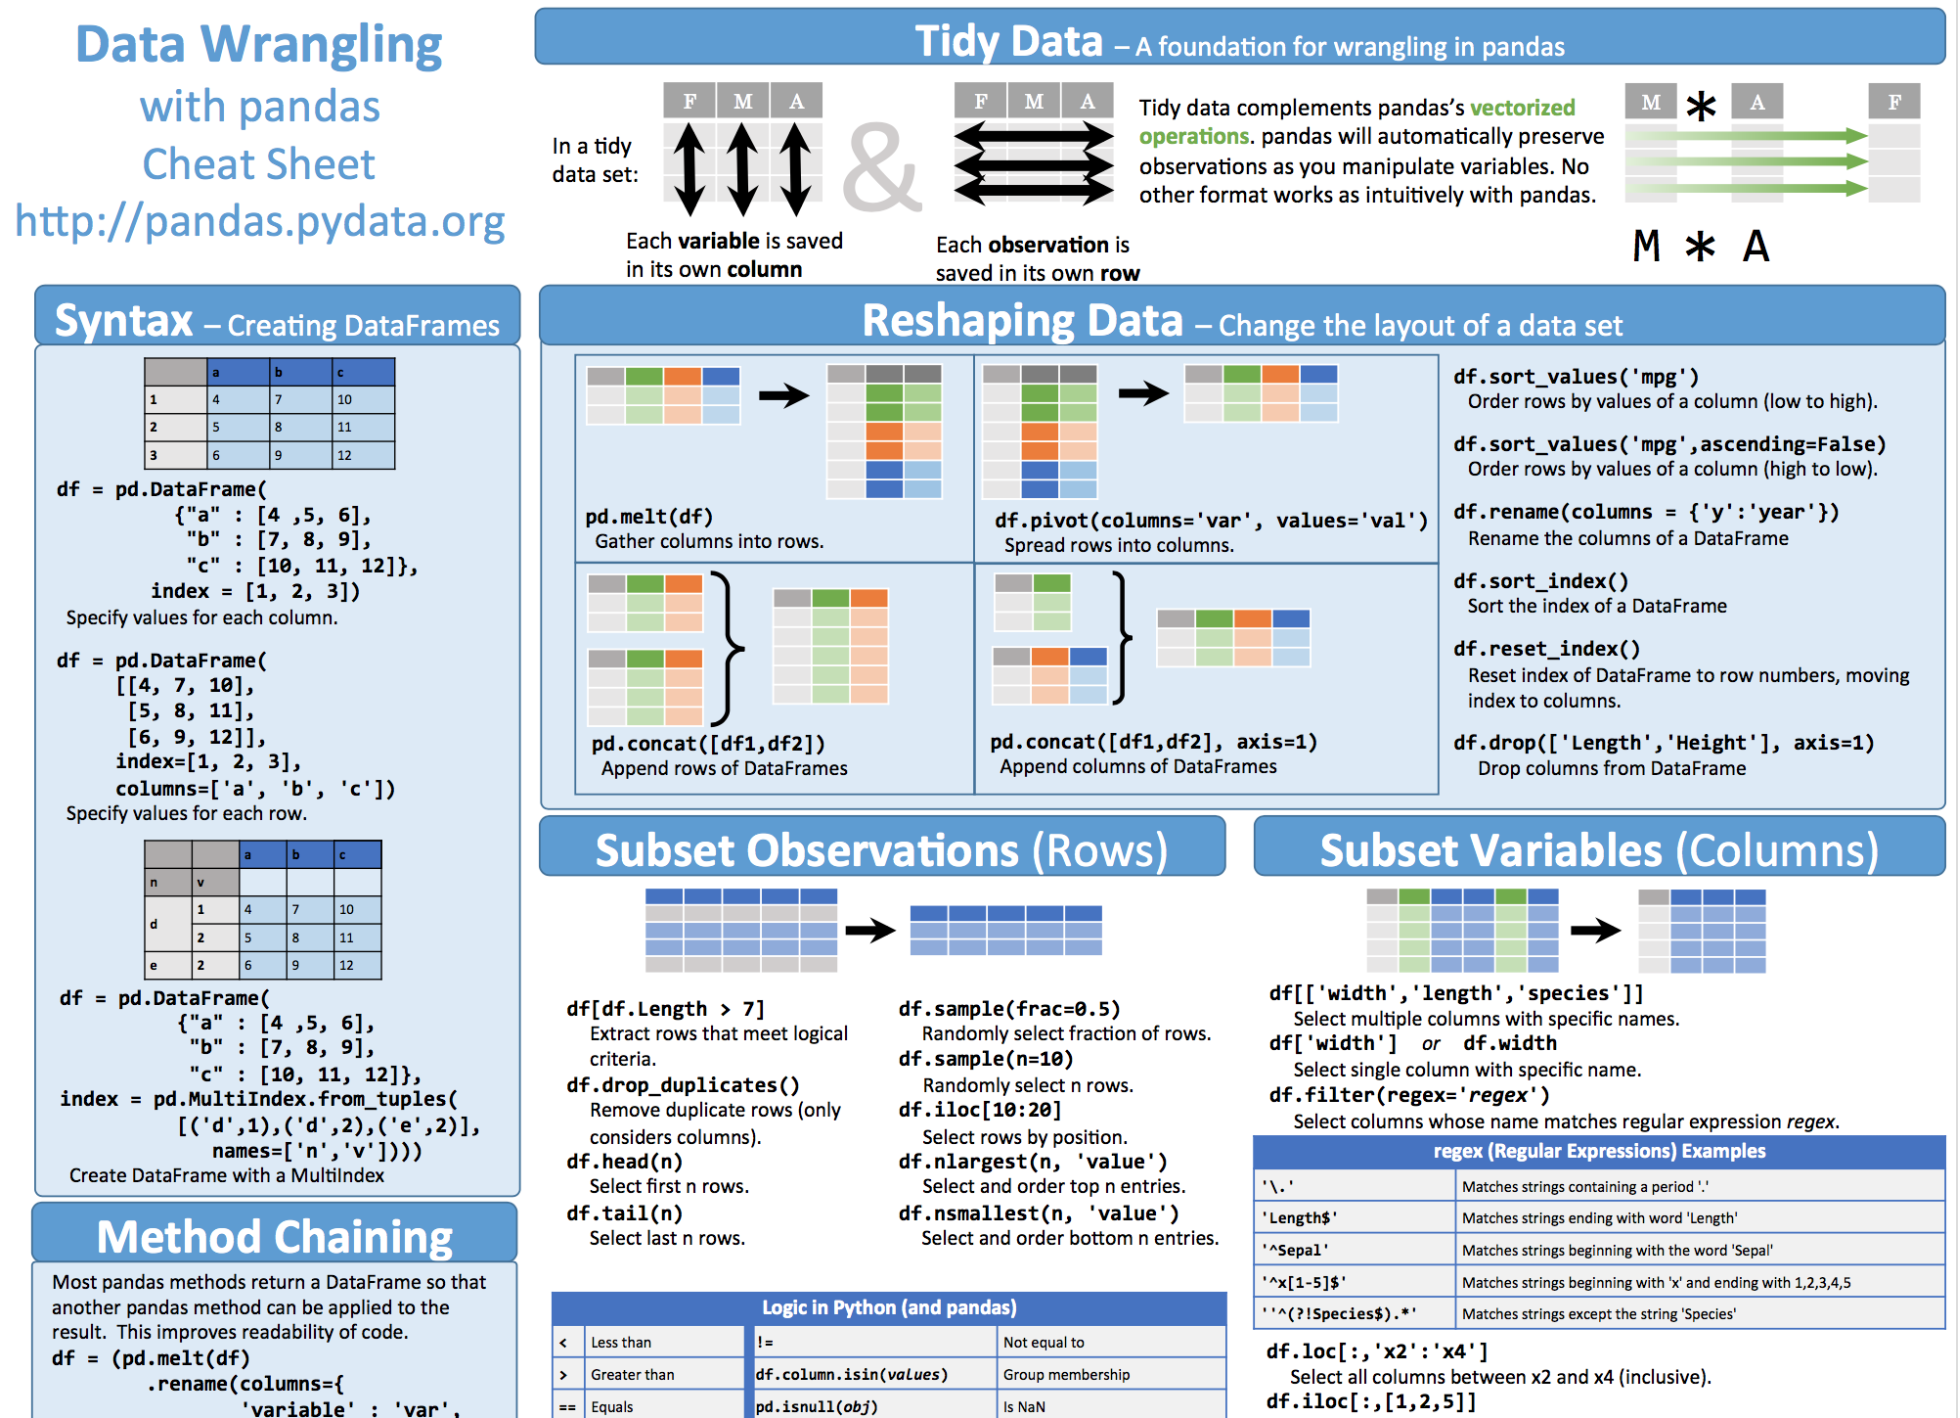 Data Wrangling
with pandas
Cheat Sheet
http://pandas.pydata.org
Tidy Data – A foundation for wrangling in pandas
In a tidy
data set:
F M A
&
F M A
Each variable is saved
in its own column
Each observation is
saved in its own row
Tidy data complements pandas’s vectorized
operations. pandas will automatically preserve
observations as you manipulate variables. No
other format works as intuitively with pandas.
M * A F
M * A
Syntax – Creating DataFrames
a b c
1 4 7 10
2 5 8 11
3 6 9 12
df = pd.DataFrame(
{"a" : [4 ,5, 6],
"b" : [7, 8, 9],
"c" : [10, 11, 12]},
index = [1, 2, 3])
Specify values for each column.
df = pd.DataFrame(
[[4, 7, 10],
[5, 8, 11],
[6, 9, 12]],
index=[1, 2, 3],
columns=['a', 'b', 'c'])
Specify values for each row.
a b c
n v
d 1 4 7 10
2 5 8 11
e 2 6 9 12
df = pd.DataFrame(
{"a" : [4 ,5, 6],
"b" : [7, 8, 9],
"c" : [10, 11, 12]},
index = pd.MultiIndex.from_tuples(
[('d',1),('d',2),('e',2)],
names=['n','v'])))
Create DataFrame with a MultiIndex
Method Chaining
Most pandas methods return a DataFrame so that
another pandas method can be applied to the
result. This improves readability of code.
df = (pd.melt(df)
.rename(columns={
'variable' : 'var',
Reshaping Data – Change the layout of a data set
pd.melt(df)
Gather columns into rows.
df.pivot(columns='var', values='val')
Spread rows into columns.
pd.concat([df1,df2])
Append rows of DataFrames
pd.concat([df1,df2], axis=1)
Append columns of DataFrames
df.sort_values('mpg')
Order rows by values of a column (low to high).
df.sort_values('mpg',ascending=False)
Order rows by values of a column (high to low).
df.rename(columns = {'y':'year'})
Rename the columns of a DataFrame
df.sort_index()
Sort the index of a DataFrame
df.reset_index()
Reset index of DataFrame to row numbers, moving
index to columns.
df.drop(['Length','Height'], axis=1)
Drop columns from DataFrame
Subset Observations (Rows)
df[df.Length > 7]
Extract rows that meet logical
criteria.
df.drop_duplicates()
Remove duplicate rows (only
considers columns).
df.head(n)
Select first n rows.
df.tail(n)
Select last n rows.
df.sample(frac=0.5)
Randomly select fraction of rows.
df.sample(n=10)
Randomly select n rows.
df.iloc[10:20]
Select rows by position.
df.nlargest(n, 'value')
Select and order top n entries.
df.nsmallest(n, 'value')
Select and order bottom n entries.
Logic in Python (and pandas)
< Less than != Not equal to
> Greater than df.column.isin(values) Group membership
== Equals pd.isnull(obj) Is NaN
Subset Variables (Columns)
df[['width','length','species']]
Select multiple columns with specific names.
df['width'] or df.width
Select single column with specific name.
df.filter(regex='regex')
Select columns whose name matches regular expression regex.
regex (Regular Expressions) Examples
'\.' Matches strings containing a period '.'
'Length$' Matches strings ending with word 'Length'
'^Sepal' Matches strings beginning with the word 'Sepal'
'^x[1-5]$' Matches strings beginning with 'x' and ending with 1,2,3,4,5
''^(?!Species$).*' Matches strings except the string 'Species'
df.loc[:,'x2':'x4']
Select all columns between x2 and x4 (inclusive).
df.iloc[:,[1,2,5]]